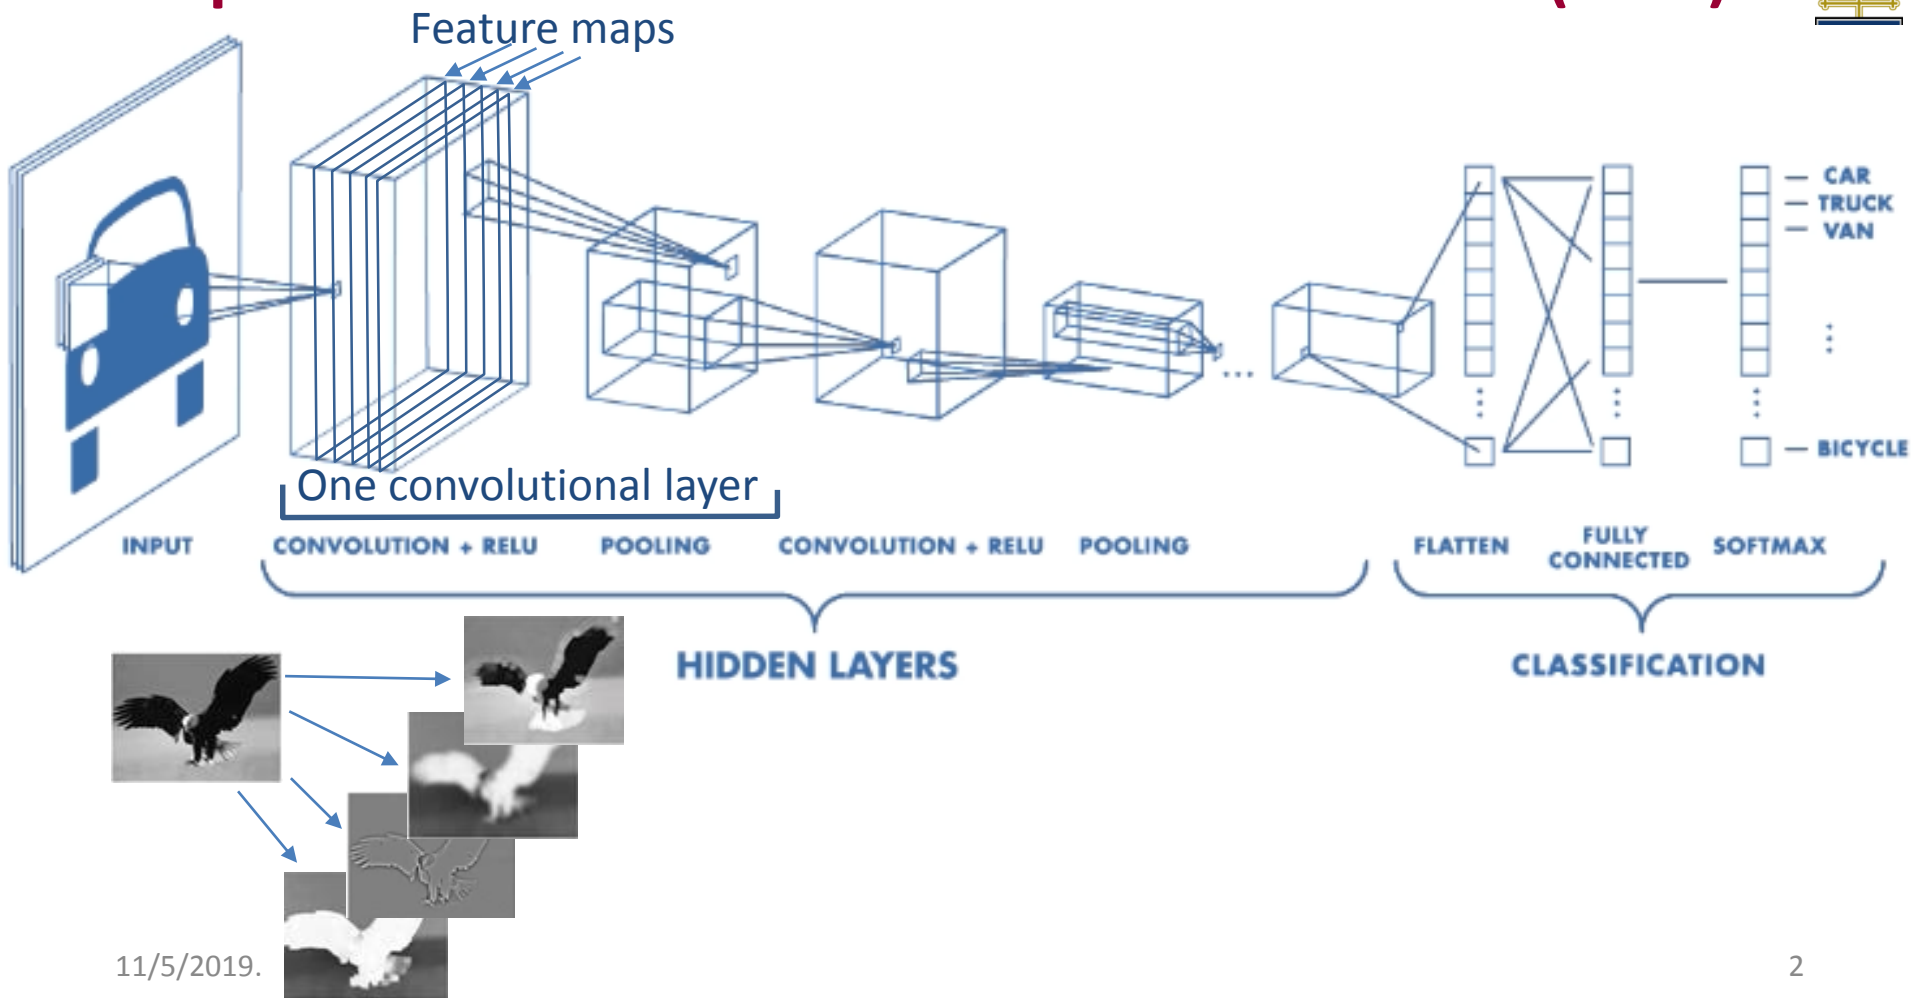 Feature maps
CAR
TRUCK
VAN
BICYCLE
One convolutional layer
INPUT
CONVOLUTION + RELU
POOLING
CONVOLUTION + RELU
POOLING
FLATTEN
FULLY
CONNECTED
SOFTMAX
HIDDEN LAYERS
CLASSIFICATION
11/5/2019.
2